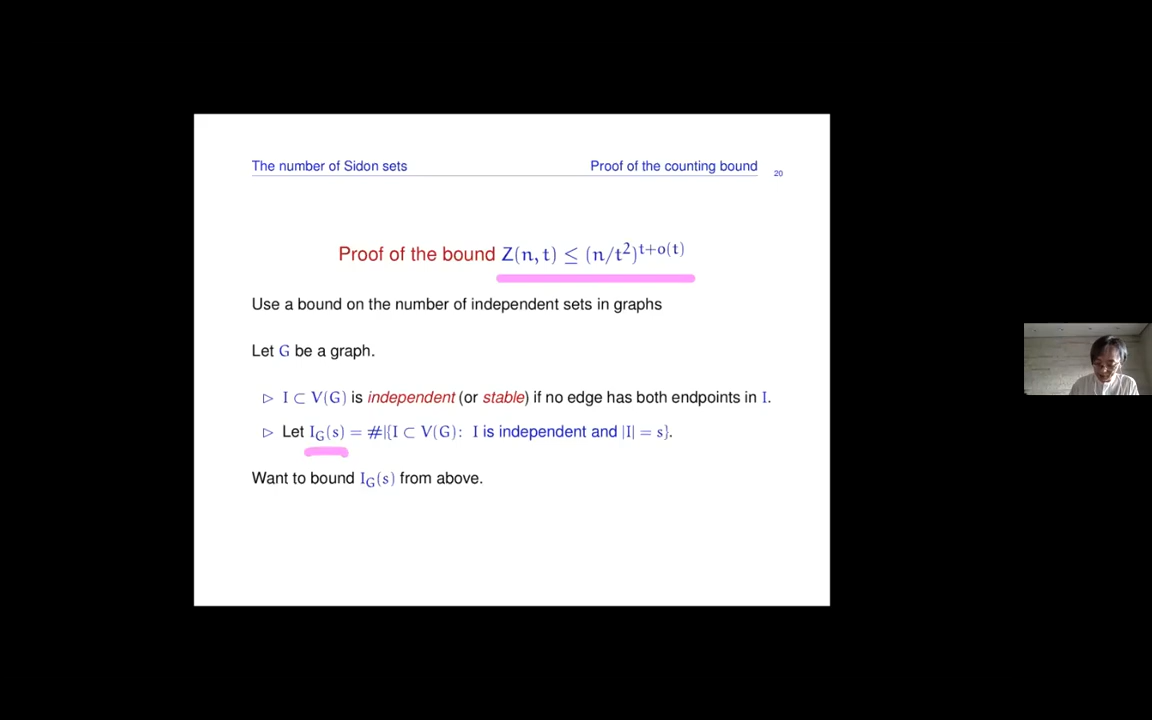 The number of Sidon sets Proof of the counting bound 20
Proof of the bound Z(n, t) ≤ (n/t²)^{t+o(t)}
Use a bound on the number of independent sets in graphs
Let G be a graph.
▷ I ⊂ V(G) is independent (or stable) if no edge has both endpoints in I.
▷ Let I_G(s) = #|{I ⊂ V(G): I is independent and |I| = s}.
Want to bound I_G(s) from above.